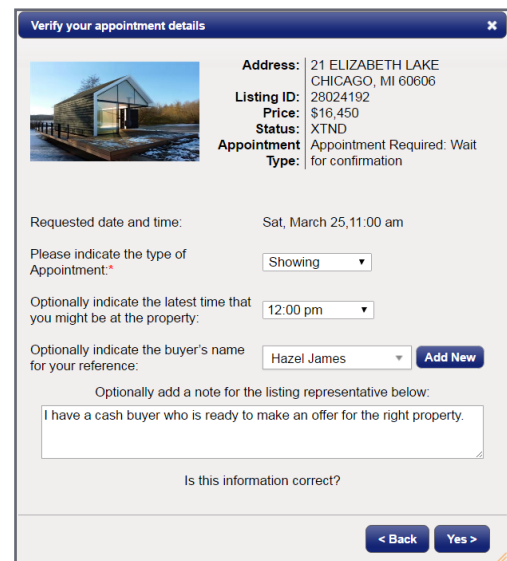 Verify your appointment details
Address: 21 ELIZABETH LAKE
CHICAGO, MI 60606
Listing ID: 28024192
Price: $16,450
Status: XTND
Appointment Appointment Required: Wait
Type: for confirmation
Requested date and time: Sat, March 25,11:00 am
Please indicate the type of
Appointment:* Showing
Optionally indicate the latest time that
you might be at the property: 12:00 pm
Optionally indicate the buyer's name
for your reference: Hazel James Add New
Optionally add a note for the listing representative below:
I have a cash buyer who is ready to make an offer for the right property.
Is this information correct?
< Back Yes >